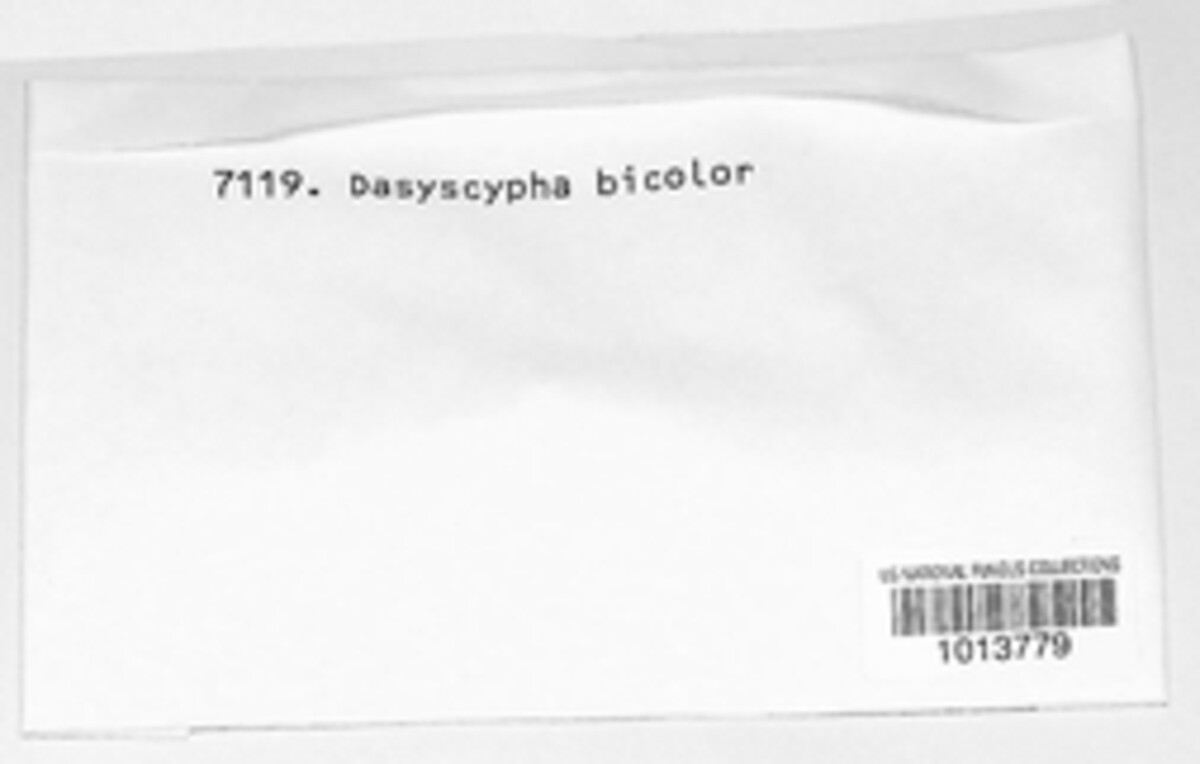 7119. Dasyscypha bicolor
US NATIONAL FUNGUS COLLECTIONS
1013779